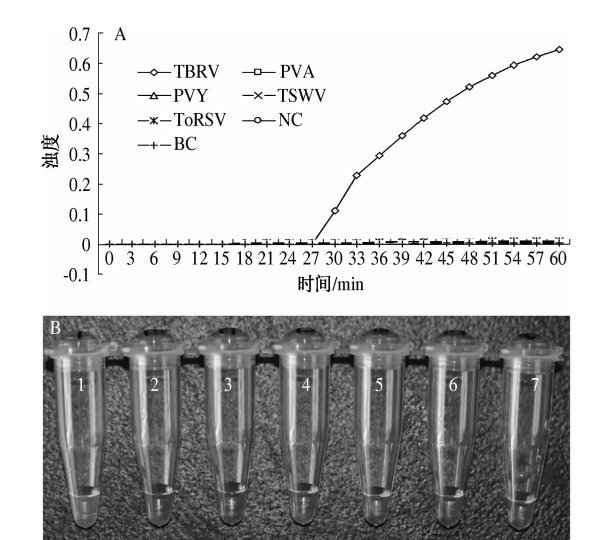 A
0.7
0.6
0.5
0.4
0.3
0.2
0.1
0
-0.1
浊度
TBRV PVA
PVY TSWV
ToRSV NC
BC
0 3 6 9 12 15 18 21 24 27 30 33 36 39 42 45 48 51 54 57 60
时间/min
B
1 2 3 4 5 6 7